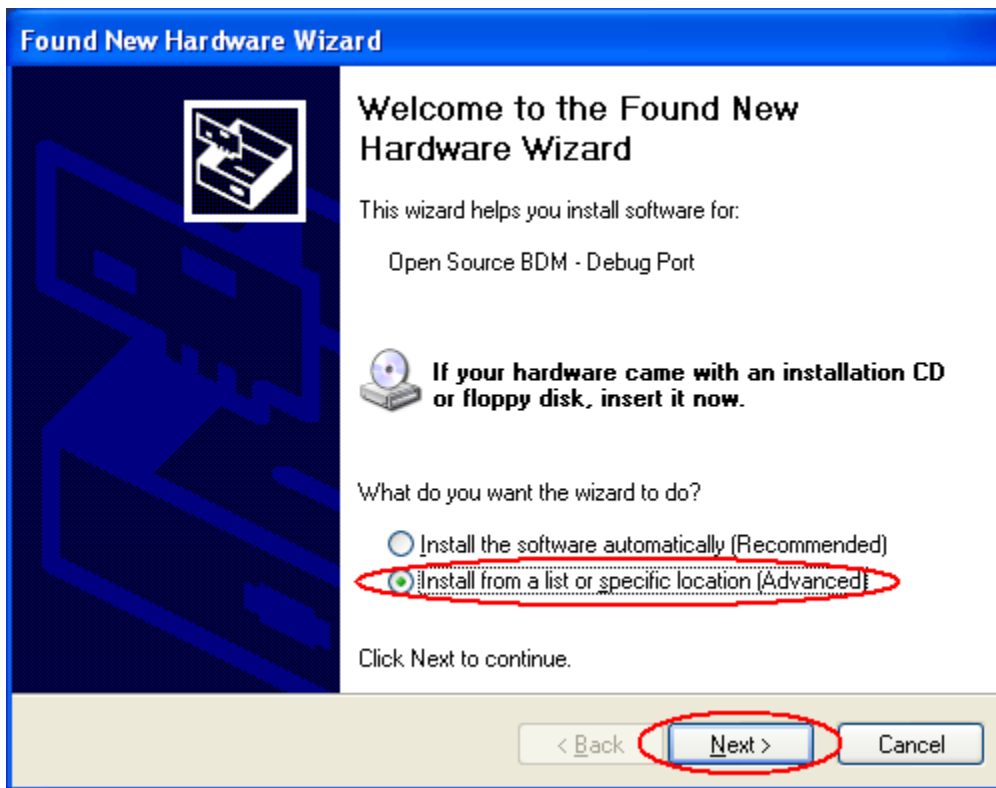 Found New Hardware Wizard
Welcome to the Found New
Hardware Wizard
This wizard helps you install software for:
Open Source BDM - Debug Port
If your hardware came with an installation CD
or floppy disk, insert it now.
What do you want the wizard to do?
Install the software automatically (Recommended)
Install from a list or specific location (Advanced)
Click Next to continue.
< Back Next > Cancel